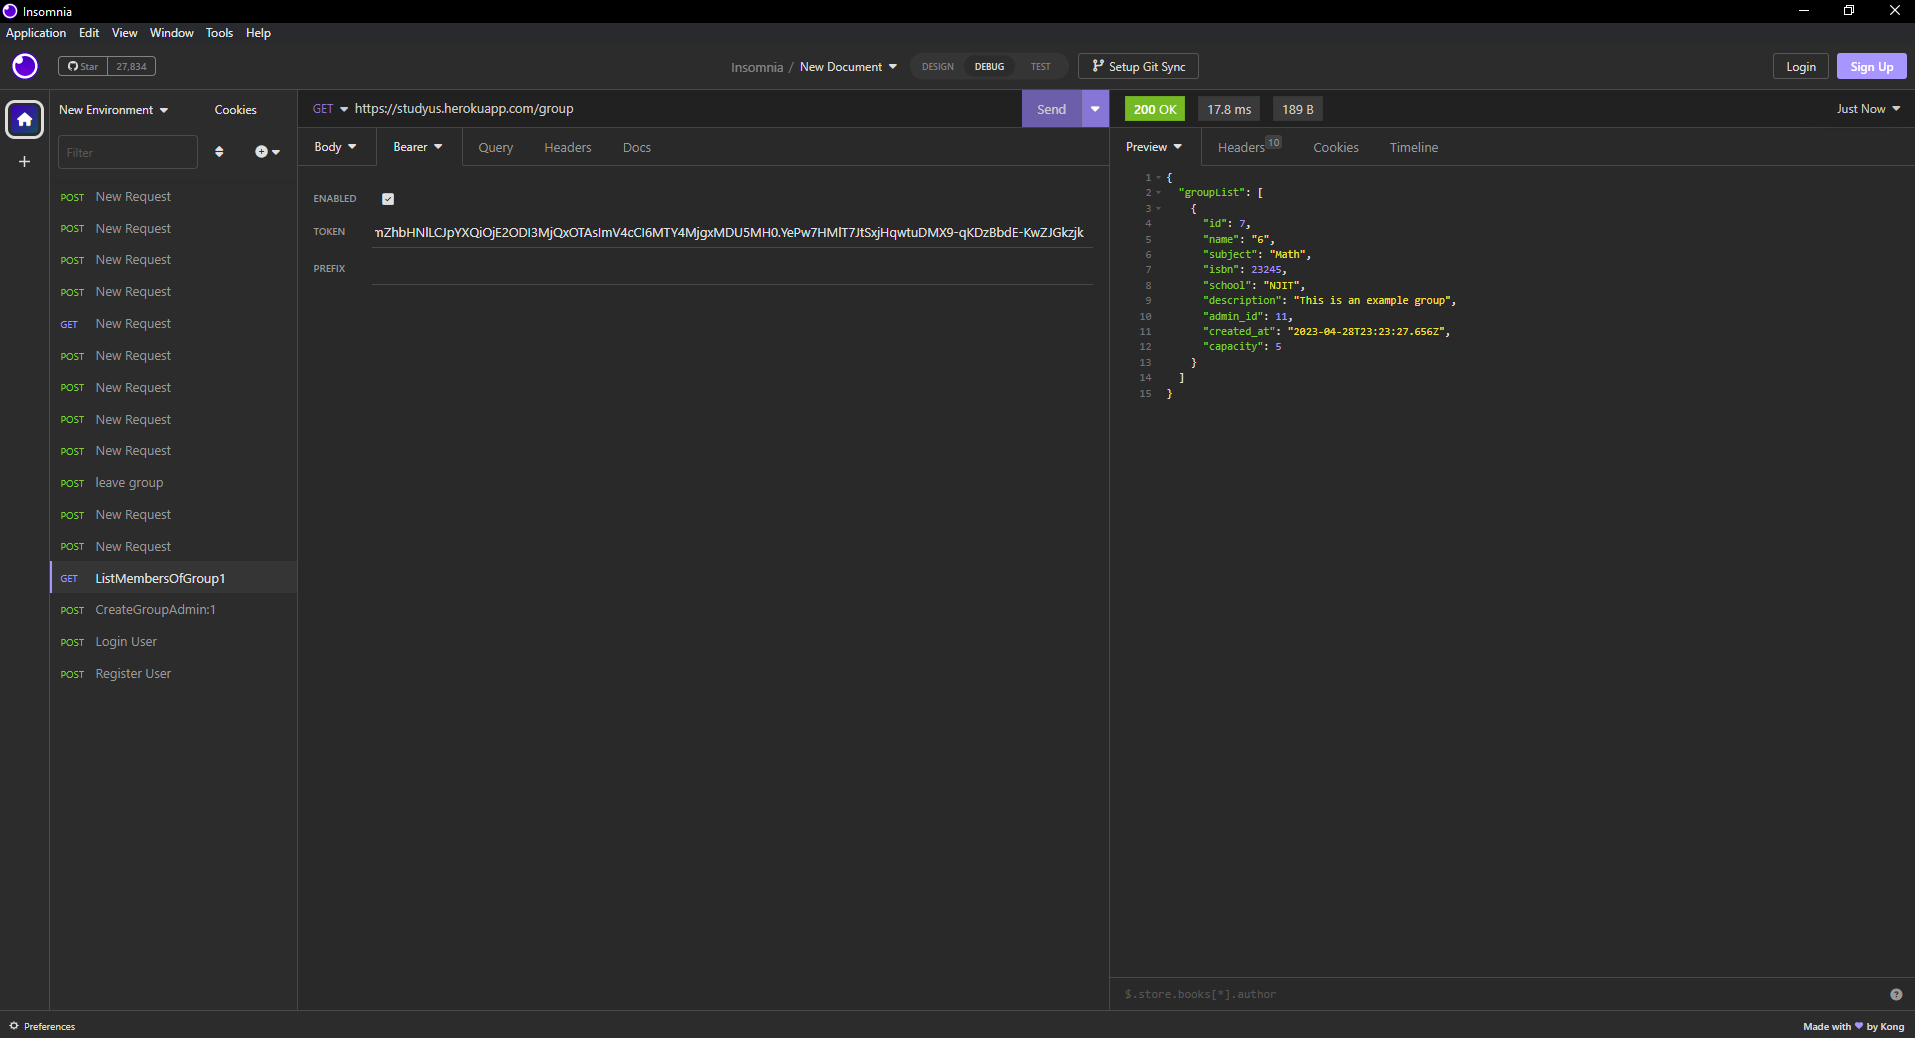 Insomnia
Application Edit View Window Tools Help
Star 27,834
Insomnia / New Document
DESIGN DEBUG TEST
Setup Git Sync
Login
Sign Up
New Environment
Cookies
Filter
POST New Request
POST New Request
POST New Request
POST New Request
GET New Request
POST New Request
POST New Request
POST New Request
POST New Request
POST leave group
POST New Request
POST New Request
GET ListMembersOfGroup1
POST CreateGroupAdmin:1
POST Login User
POST Register User
GET https://studyus.herokuapp.com/group
Send
Body Bearer Query Headers Docs
ENABLED
TOKEN mZhbHNlLCJpYXQiOjE2ODI3MjQxOTAsImV4cCI6MTY4MjgxMDU5MH0.YePw7HMlT7JtSxjHqwtuDMX9-qKDzBbdE-KwZJGkzjk
PREFIX
200 OK 17.8 ms 189 B
Just Now
Preview Headers 10 Cookies Timeline
1 {
2 "groupList": [
3 {
4 "id": 7,
5 "name": "6",
6 "subject": "Math",
7 "isbn": 23245,
8 "school": "NJIT",
9 "description": "This is an example group",
10 "admin_id": 11,
11 "created_at": "2023-04-28T23:23:27.656Z",
12 "capacity": 5
13 }
14 ]
15 }
$.store.books[*].author
Preferences
Made with 💜 by Kong